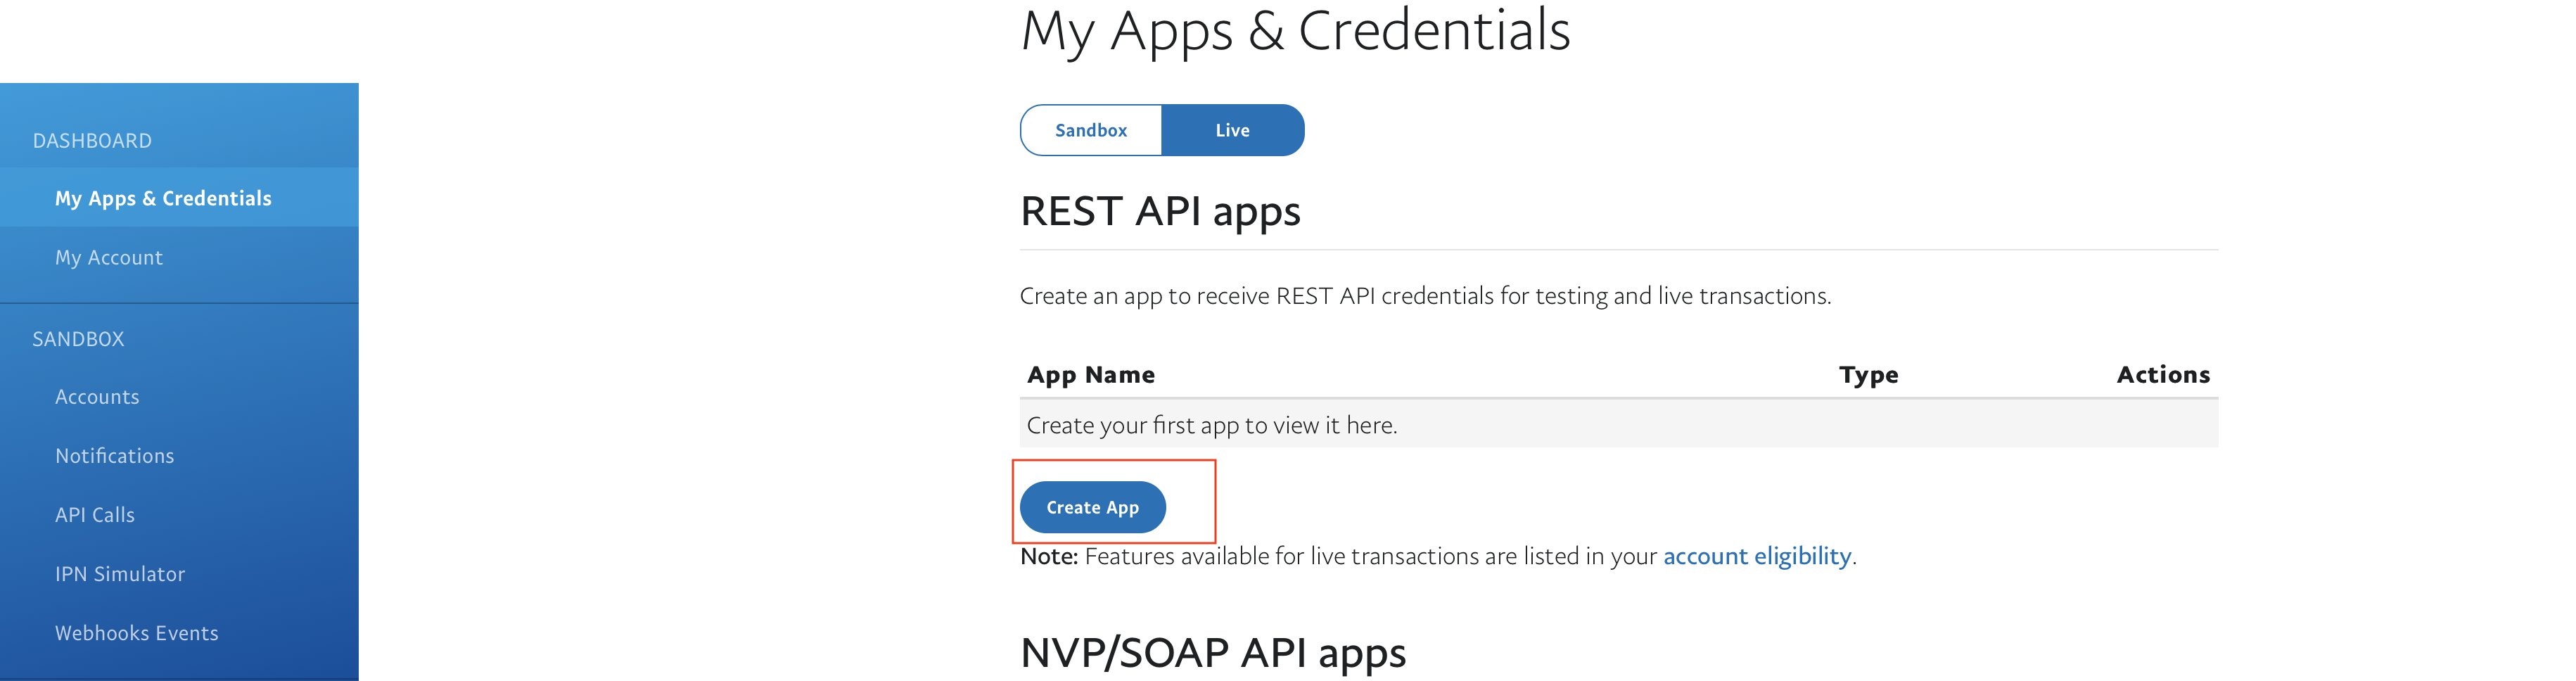 My Apps & Credentials
DASHBOARD
My Apps & Credentials
My Account
SANDBOX
Accounts
Notifications
API Calls
IPN Simulator
Webhooks Events
Sandbox
Live
REST API apps
Create an app to receive REST API credentials for testing and live transactions.
App Name Type Actions
Create your first app to view it here.
Create App
Note: Features available for live transactions are listed in your account eligibility.
NVP/SOAP API apps